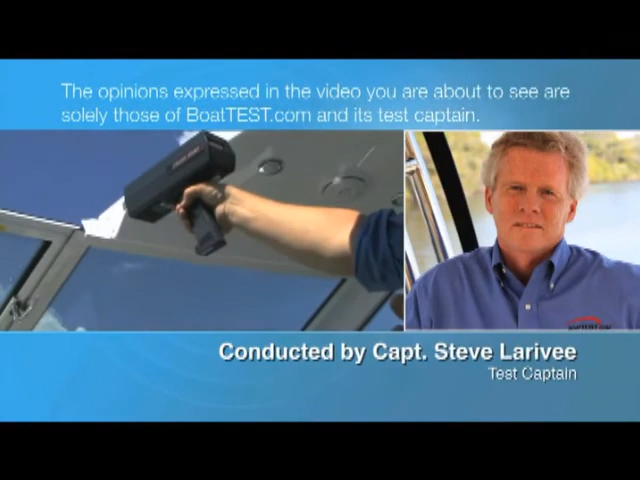 The opinions expressed in the video you are about to see are
solely those of BoatTEST.com and its test captain.
Conducted by Capt. Steve Larivee
Test Captain